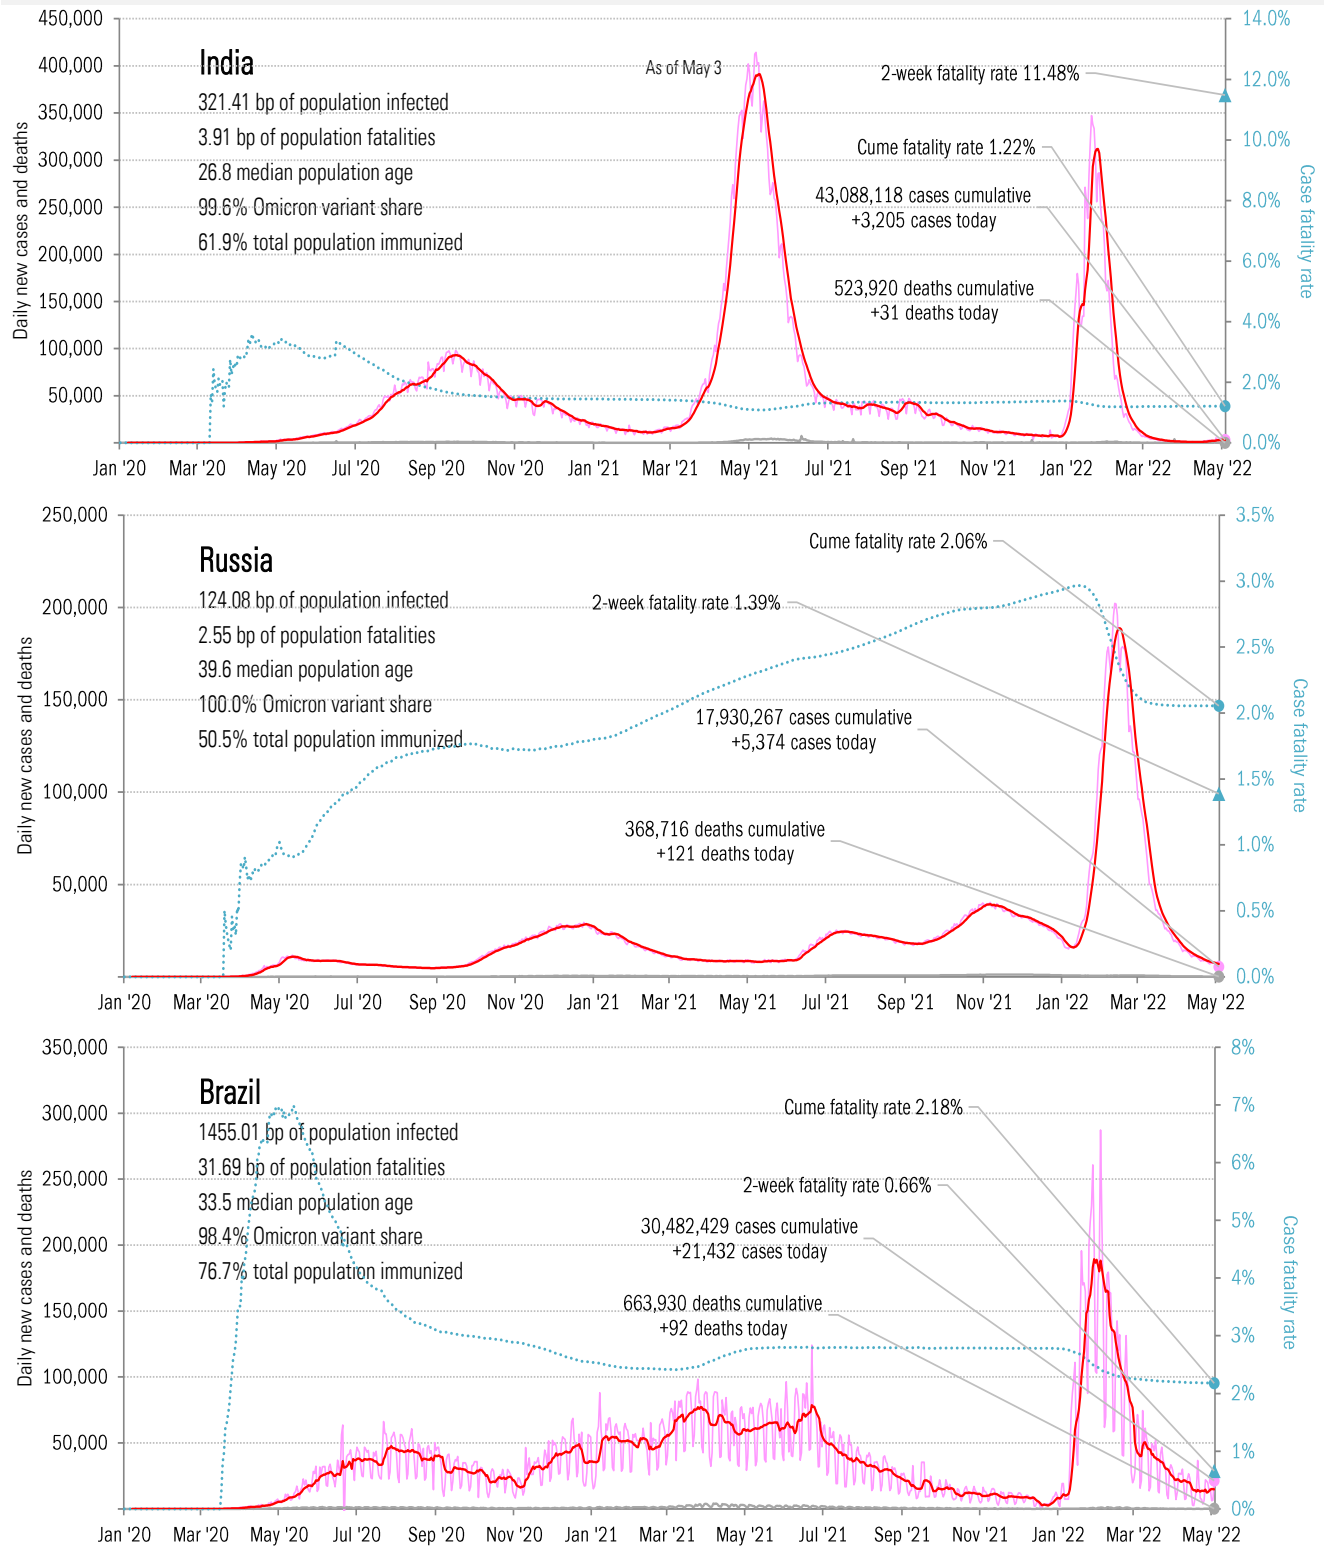 450,000
400,000
350,000
300,000
250,000
200,000
150,000
100,000
50,000
-
Daily new cases and deaths
India
321.41 bp of population infected
3.91 bp of population fatalities
26.8 median population age
99.6% Omicron variant share
61.9% total population immunized
As of May 3
2-week fatality rate 11.48%
Cume fatality rate 1.22%
43,088,118 cases cumulative
+3,205 cases today
523,920 deaths cumulative
+31 deaths today
14.0%
12.0%
10.0%
8.0%
6.0%
4.0%
2.0%
0.0%
Case fatality rate
Jan '20 Mar '20 May '20 Jul '20 Sep '20 Nov '20 Jan '21 Mar '21 May '21 Jul '21 Sep '21 Nov '21 Jan '22 Mar '22 May '22
250,000
200,000
150,000
100,000
50,000
-
Daily new cases and deaths
Russia
124.08 bp of population infected
2.55 bp of population fatalities
39.6 median population age
100.0% Omicron variant share
50.5% total population immunized
Cume fatality rate 2.06%
2-week fatality rate 1.39%
17,930,267 cases cumulative
+5,374 cases today
368,716 deaths cumulative
+121 deaths today
3.5%
3.0%
2.5%
2.0%
1.5%
1.0%
0.5%
0.0%
Case fatality rate
Jan '20 Mar '20 May '20 Jul '20 Sep '20 Nov '20 Jan '21 Mar '21 May '21 Jul '21 Sep '21 Nov '21 Jan '22 Mar '22 May '22
350,000
300,000
250,000
200,000
150,000
100,000
50,000
-
Daily new cases and deaths
Brazil
1455.01 bp of population infected
31.69 bp of population fatalities
33.5 median population age
98.4% Omicron variant share
76.7% total population immunized
Cume fatality rate 2.18%
2-week fatality rate 0.66%
30,482,429 cases cumulative
+21,432 cases today
663,930 deaths cumulative
+92 deaths today
8%
7%
6%
5%
4%
3%
2%
1%
0%
Case fatality rate
Jan '20 Mar '20 May '20 Jul '20 Sep '20 Nov '20 Jan '21 Mar '21 May '21 Jul '21 Sep '21 Nov '21 Jan '22 Mar '22 May '22